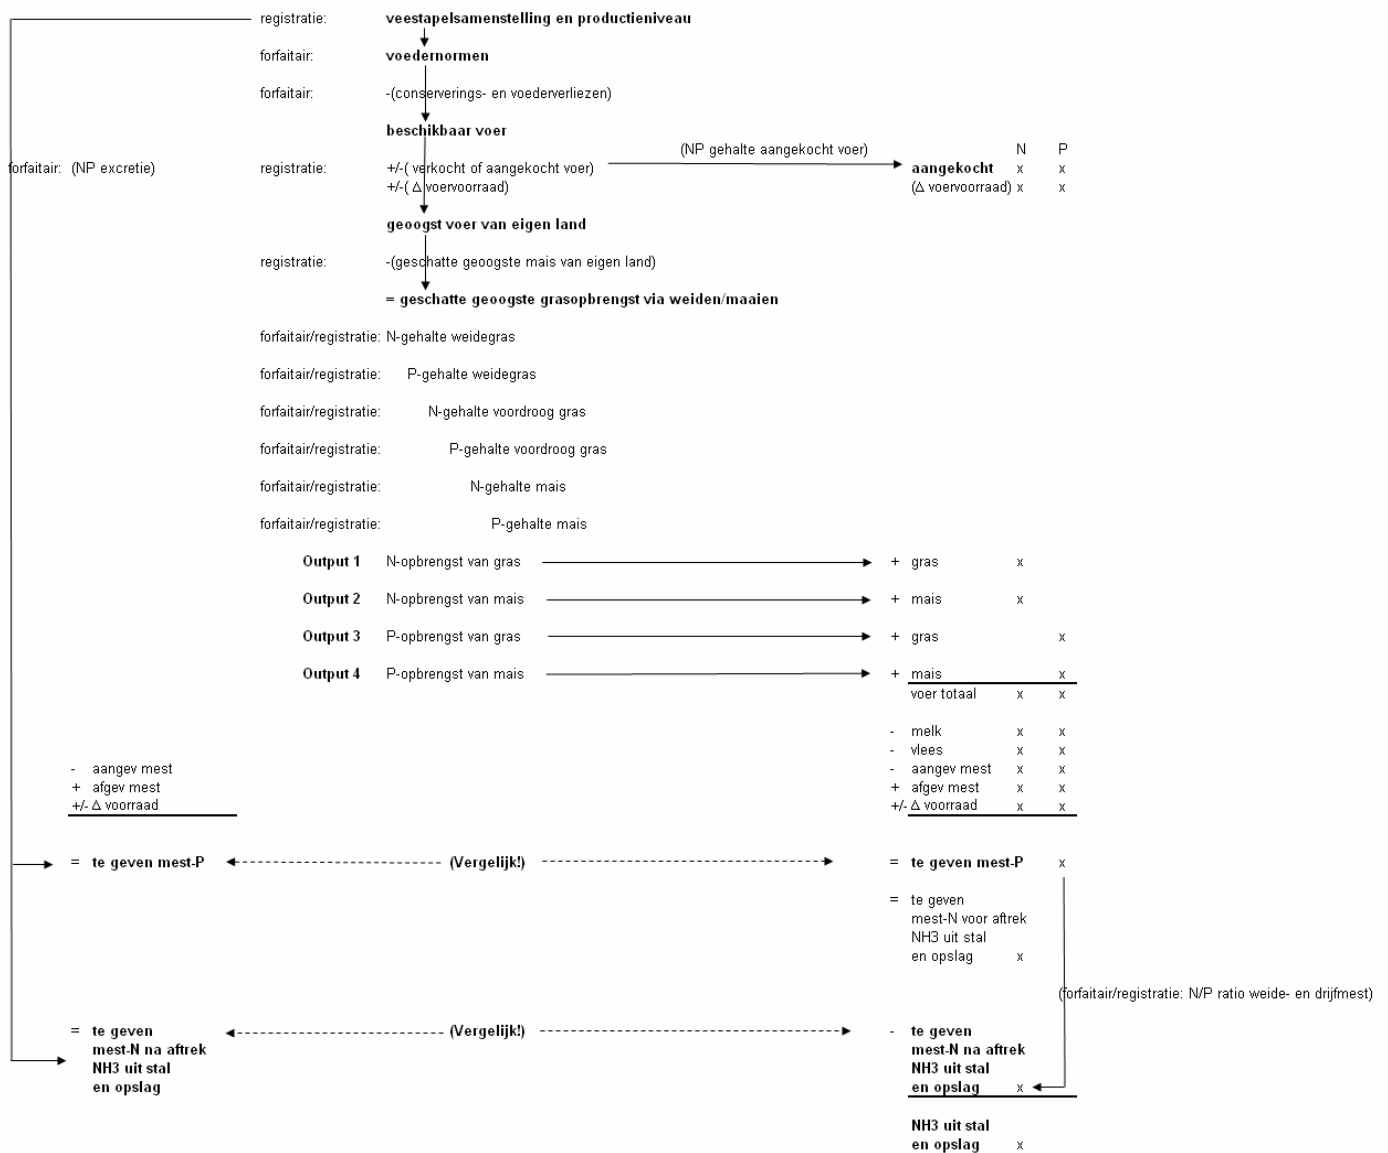 registratie: veestapelsamenstelling en productieniveau
forfaitair: voedernormen
forfaitair: -(conserverings- en voederverliezen)
beschikbaar voer
(NP gehalte aangekocht voer) N P
forfaitair: (NP excretie) registratie: +/-( verkocht of aangekocht voer) aangekocht x x
+/-( Δ voervoorraad) (Δ voervoorraad) x x
geoogst voer van eigen land
registratie: -(geschatte geoogste mais van eigen land)
= geschatte geoogste grasopbrengst via weiden/maaien
forfaitair/registratie: N-gehalte weidegras
forfaitair/registratie: P-gehalte weidegras
forfaitair/registratie: N-gehalte voordroog gras
forfaitair/registratie: P-gehalte voordroog gras
forfaitair/registratie: N-gehalte mais
forfaitair/registratie: P-gehalte mais
Output 1 N-opbrengst van gras + gras x
Output 2 N-opbrengst van mais + mais x
Output 3 P-opbrengst van gras + gras x
Output 4 P-opbrengst van mais + mais x
voer totaal x x
- melk x x
- vlees x x
- aangev mest - aangev mest x x
+ afgev mest + afgev mest x x
+/- Δ voorraad +/- Δ voorraad x x
= te geven mest-P (Vergelijk!) = te geven mest-P x
= te geven
mest-N voor aftrek
NH3 uit stal
en opslag x
(forfaitair/registratie: N/P ratio weide- en drijfmest)
= te geven (Vergelijk!) - te geven
mest-N na aftrek mest-N na aftrek
NH3 uit stal NH3 uit stal
en opslag en opslag x
NH3 uit stal
en opslag x